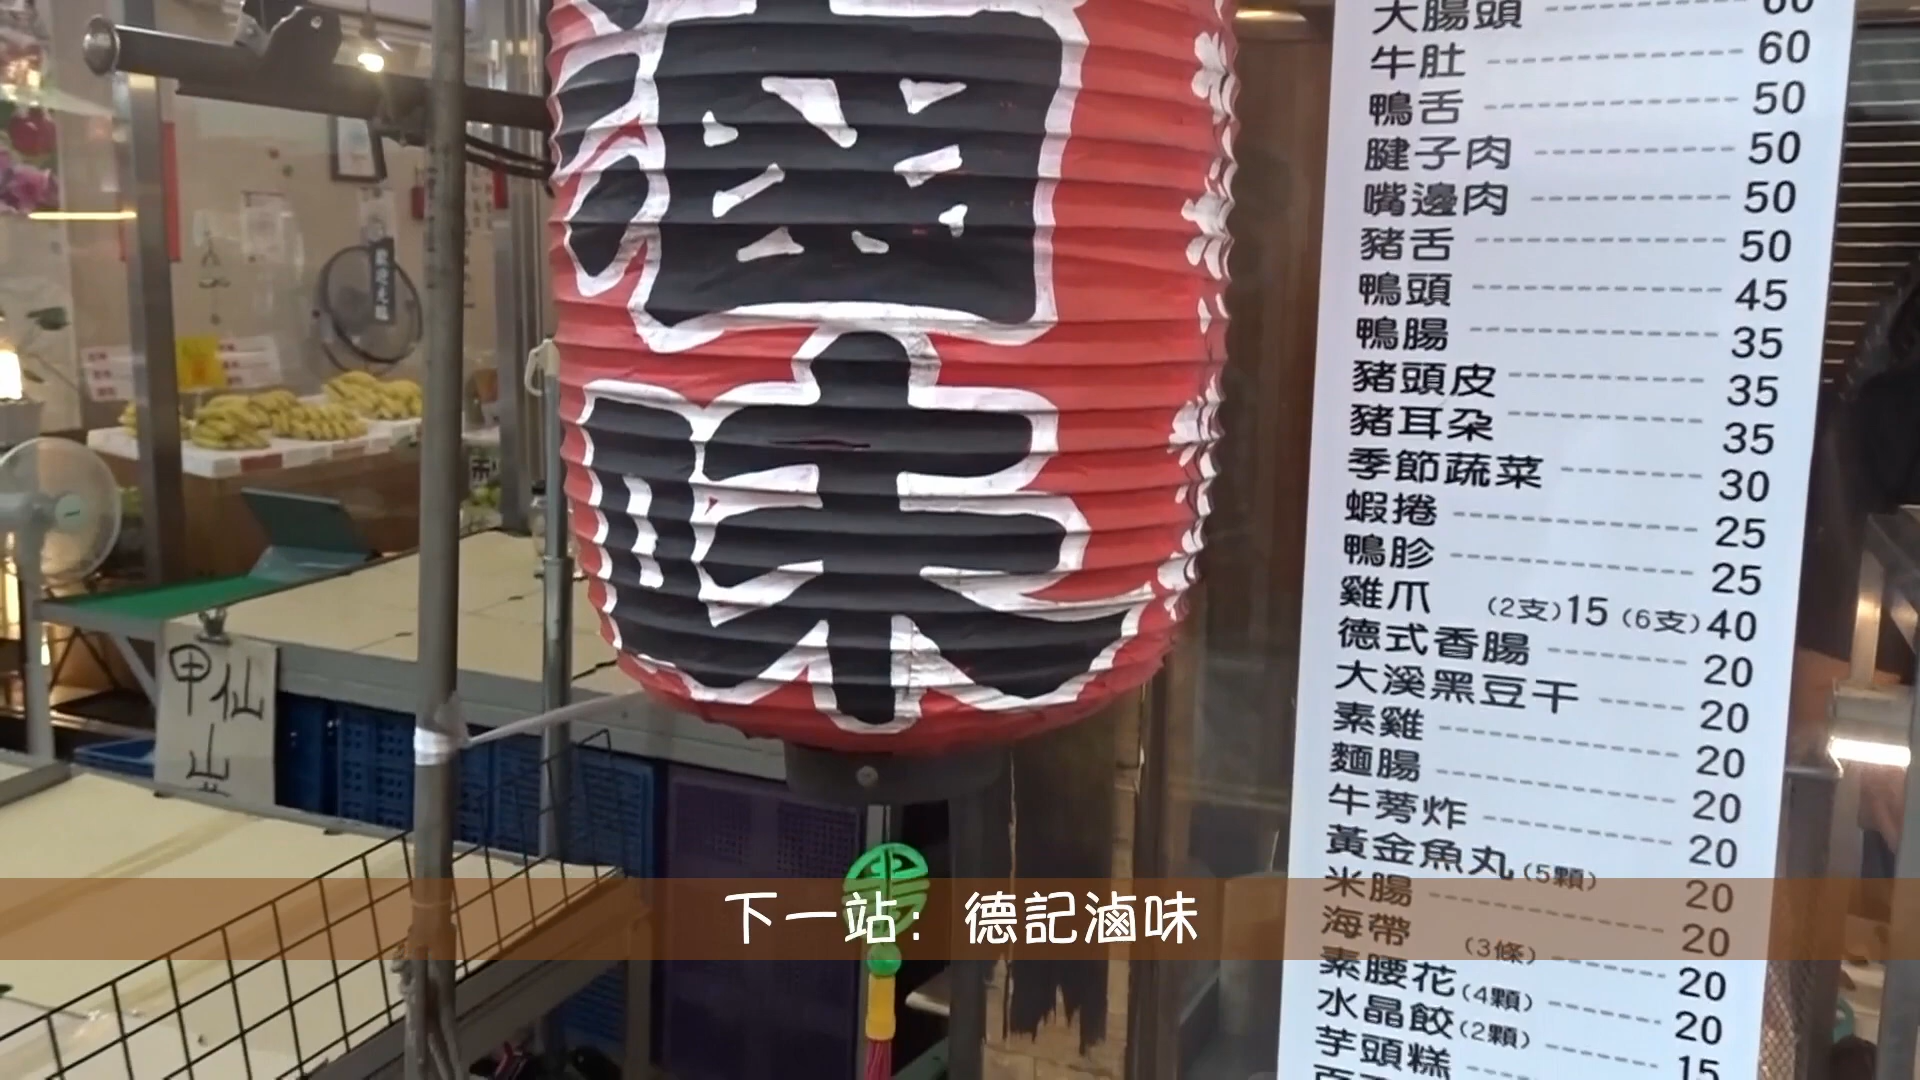 滷味
甲仙
山
大腸頭 60
牛肚 60
鴨舌 50
腱子肉 50
嘴邊肉 50
豬舌 50
鴨頭 45
鴨腸 35
豬頭皮 35
豬耳朶 35
季節蔬菜 30
蝦捲 25
鴨胗 25
雞爪 (2支)15 (6支)40
德式香腸 20
大溪黑豆干 20
素雞 20
麵腸 20
牛蒡炸 20
黃金魚丸(5顆) 20
米腸 20
海帶 (3條) 20
素腰花(4顆) 20
水晶餃(2顆) 15
芋頭糕
下一站：德記滷味